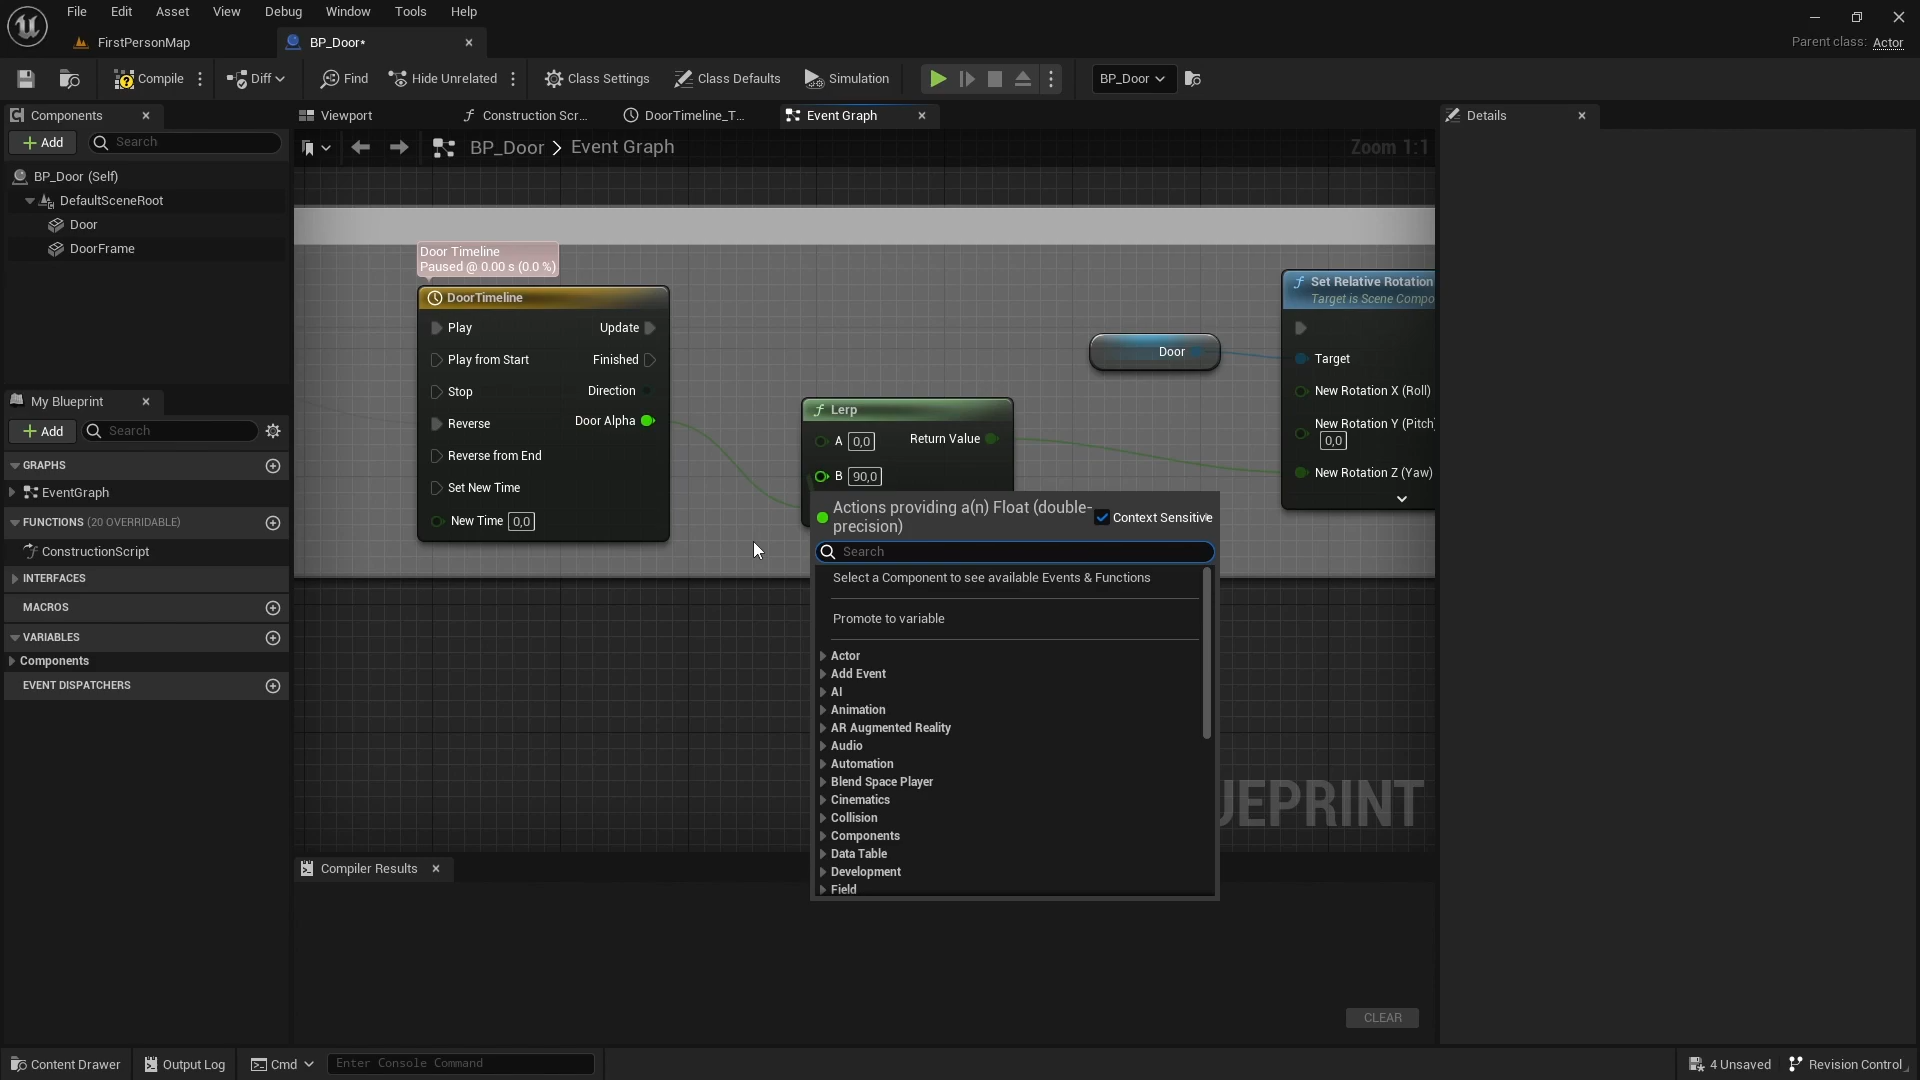 File Edit Asset View Debug Window Tools Help
FirstPersonMap
BP_Door*
Parent class: Actor
Compile
Diff
Find
Hide Unrelated
Class Settings
Class Defaults
Simulation
BP_Door
Components
Add
Search
BP_Door (Self)
DefaultSceneRoot
Door
DoorFrame
My Blueprint
Add
Search
GRAPHS
EventGraph
FUNCTIONS (20 OVERRIDABLE)
ConstructionScript
INTERFACES
MACROS
VARIABLES
Components
EVENT DISPATCHERS
Viewport
Construction Scr...
DoorTimeline_T...
Event Graph
BP_Door > Event Graph
Zoom 1:1
Door Timeline
Paused @ 0.00 s (0.0 %)
DoorTimeline
Play
Update
Play from Start
Finished
Stop
Direction
Reverse
Door Alpha
Reverse from End
Set New Time
New Time 0,0
Lerp
A 0,0
Return Value
B 90,0
Door
Set Relative Rotation
Target is Scene Compo
Target
New Rotation X (Roll)
New Rotation Y (Pitch)
0,0
New Rotation Z (Yaw)
Actions providing a(n) Float (double-
precision)
Context Sensitive
Search
Select a Component to see available Events & Functions
Promote to variable
Actor
Add Event
AI
Animation
AR Augmented Reality
Audio
Automation
Blend Space Player
Cinematics
Collision
Components
Data Table
Development
Field
UEPRINT
Compiler Results
CLEAR
Details
Content Drawer
Output Log
Cmd
Enter Console Command
4 Unsaved
Revision Control